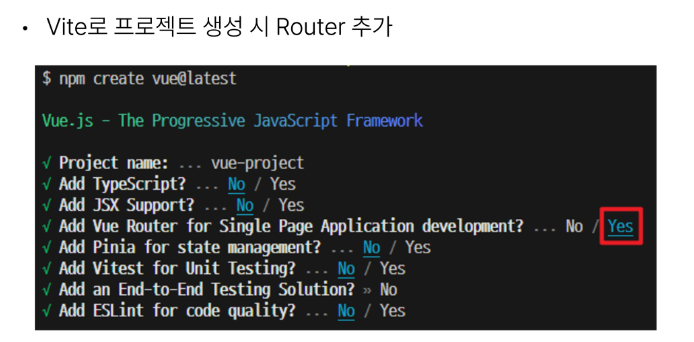 • Vite로 프로젝트 생성 시 Router 추가
$ npm create vue@latest
Vue.js - The Progressive JavaScript Framework
√ Project name: ... vue-project
√ Add TypeScript? ... No / Yes
√ Add JSX Support? ... No / Yes
√ Add Vue Router for Single Page Application development? ... No / Yes
√ Add Pinia for state management? ... No / Yes
√ Add Vitest for Unit Testing? ... No / Yes
√ Add an End-to-End Testing Solution? » No
√ Add ESLint for code quality? ... No / Yes